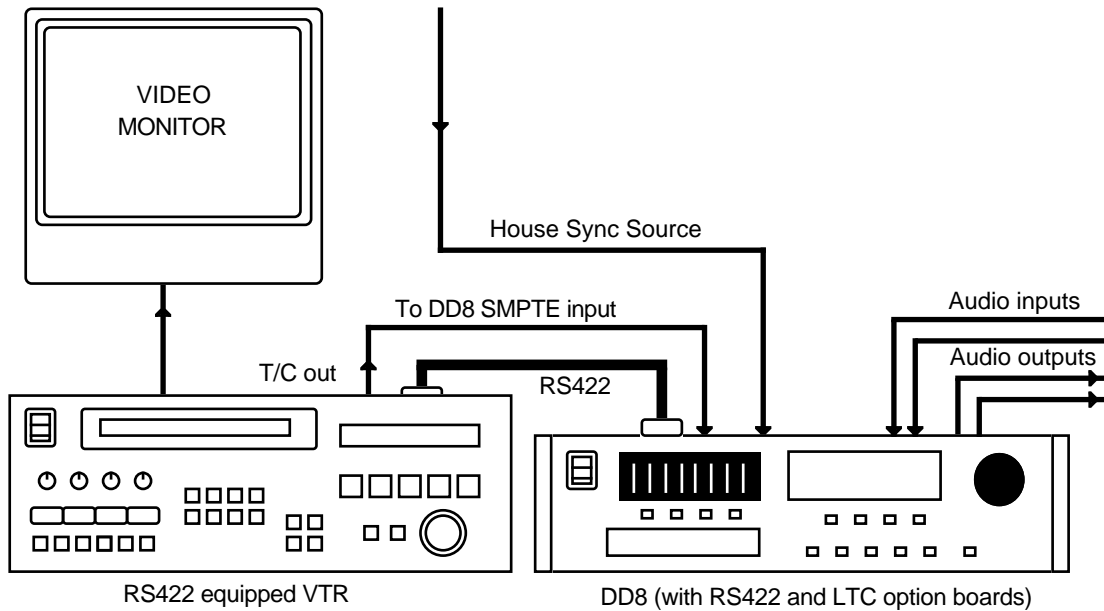 VIDEO
MONITOR
House Sync Source
To DD8 SMPTE input
Audio inputs
Audio outputs
T/C out
RS422
RS422 equipped VTR
DD8 (with RS422 and LTC option boards)